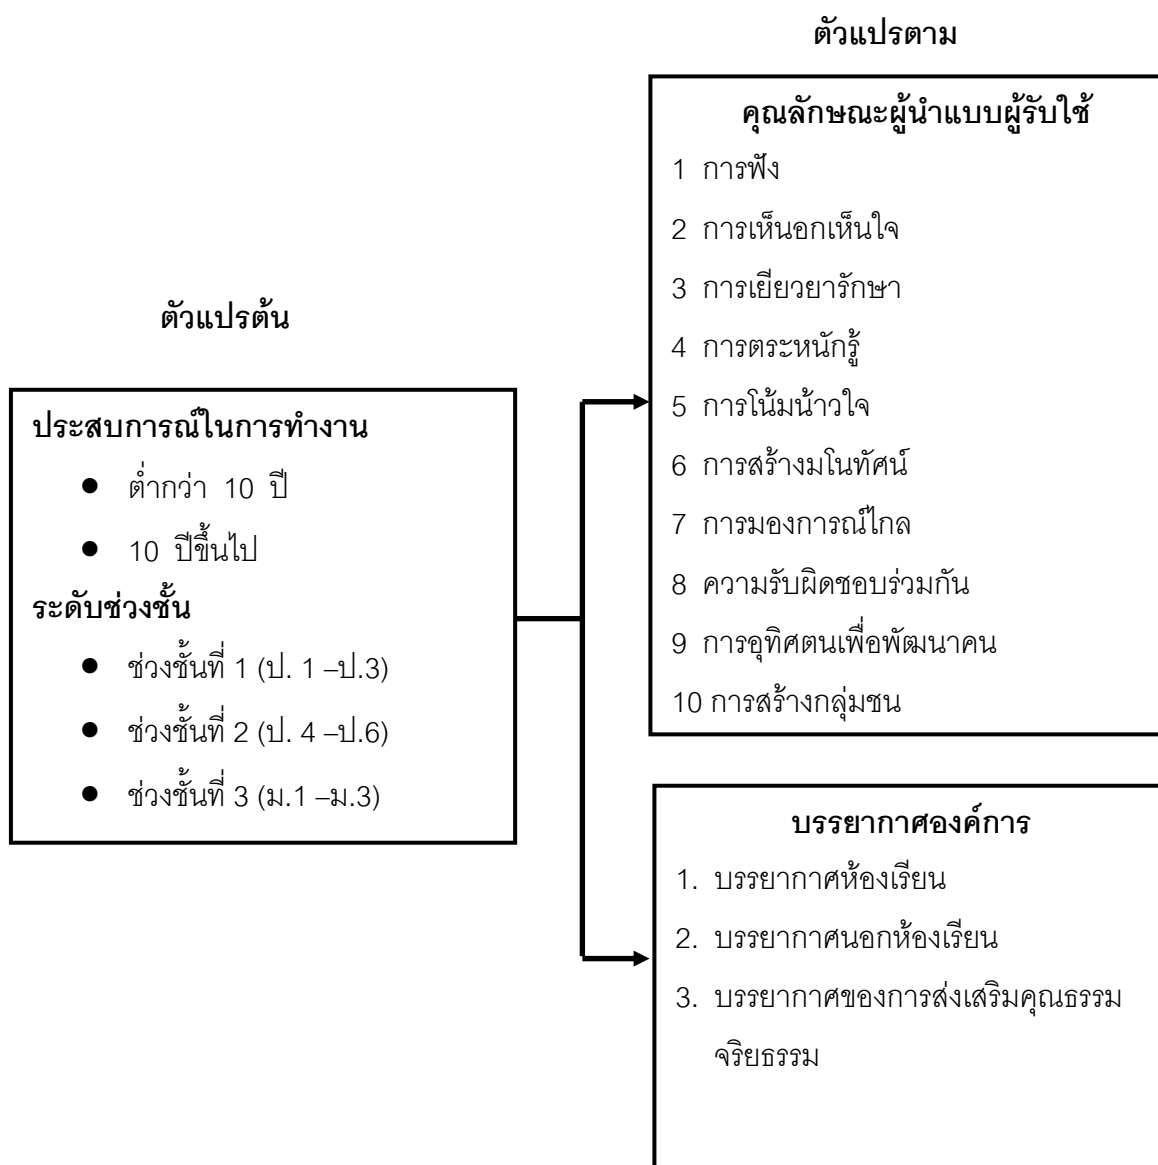 ตัวแปรตาม
คุณลักษณะผู้นำแบบผู้รับใช้
1 การฟัง
2 การเห็นอกเห็นใจ
3 การเยียวยารักษา
4 การตระหนักรู้
5 การโน้มน้าวใจ
6 การสร้างมโนทัศน์
7 การมองการณ์ไกล
8 ความรับผิดชอบร่วมกัน
9 การอุทิศตนเพื่อพัฒนาคน
10 การสร้างกลุ่มชน
ตัวแปรต้น
ประสบการณ์ในการทำงาน
● ต่ำกว่า 10 ปี
● 10 ปีขึ้นไป
ระดับช่วงชั้น
● ช่วงชั้นที่ 1 (ป. 1 –ป.3)
● ช่วงชั้นที่ 2 (ป. 4 –ป.6)
● ช่วงชั้นที่ 3 (ม.1 –ม.3)
บรรยากาศองค์การ
1. บรรยากาศห้องเรียน
2. บรรยากาศนอกห้องเรียน
3. บรรยากาศของการส่งเสริมคุณธรรม
จริยธรรม